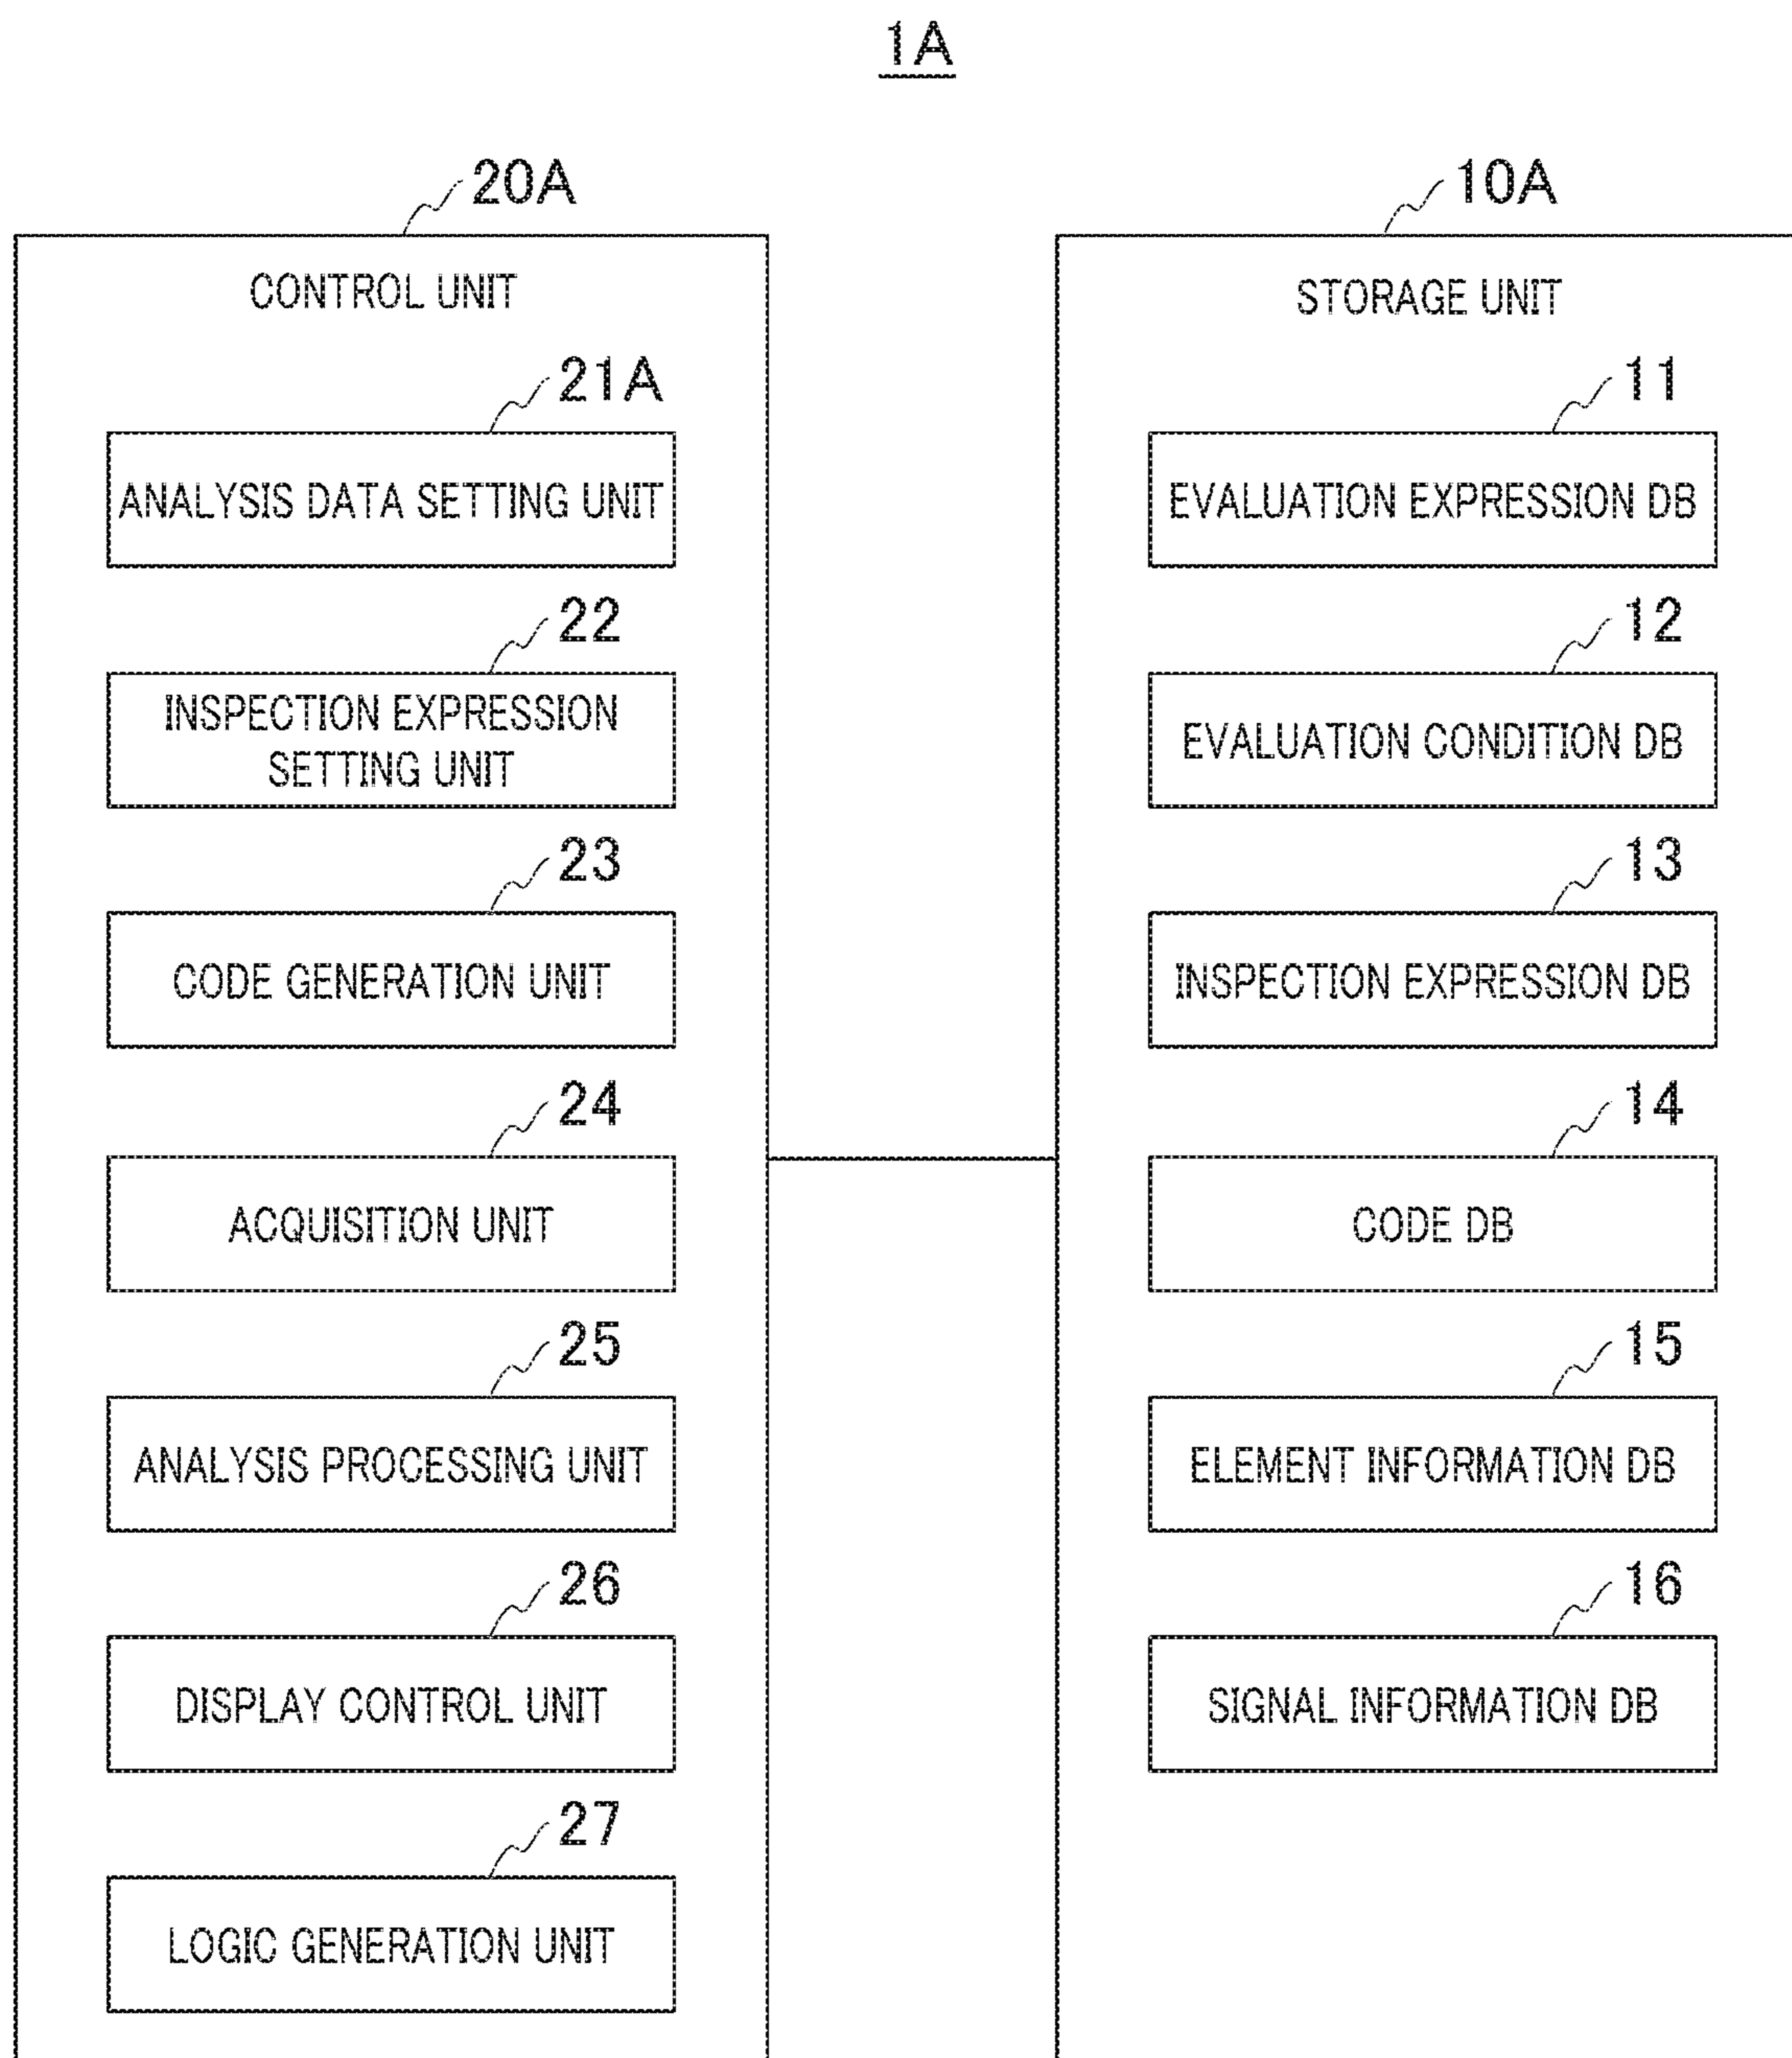 1A
20A
CONTROL UNIT
21A
ANALYSIS DATA SETTING UNIT
22
INSPECTION EXPRESSION
SETTING UNIT
23
CODE GENERATION UNIT
24
ACQUISITION UNIT
25
ANALYSIS PROCESSING UNIT
26
DISPLAY CONTROL UNIT
27
LOGIC GENERATION UNIT
10A
STORAGE UNIT
11
EVALUATION EXPRESSION DB
12
EVALUATION CONDITION DB
13
INSPECTION EXPRESSION DB
14
CODE DB
15
ELEMENT INFORMATION DB
16
SIGNAL INFORMATION DB